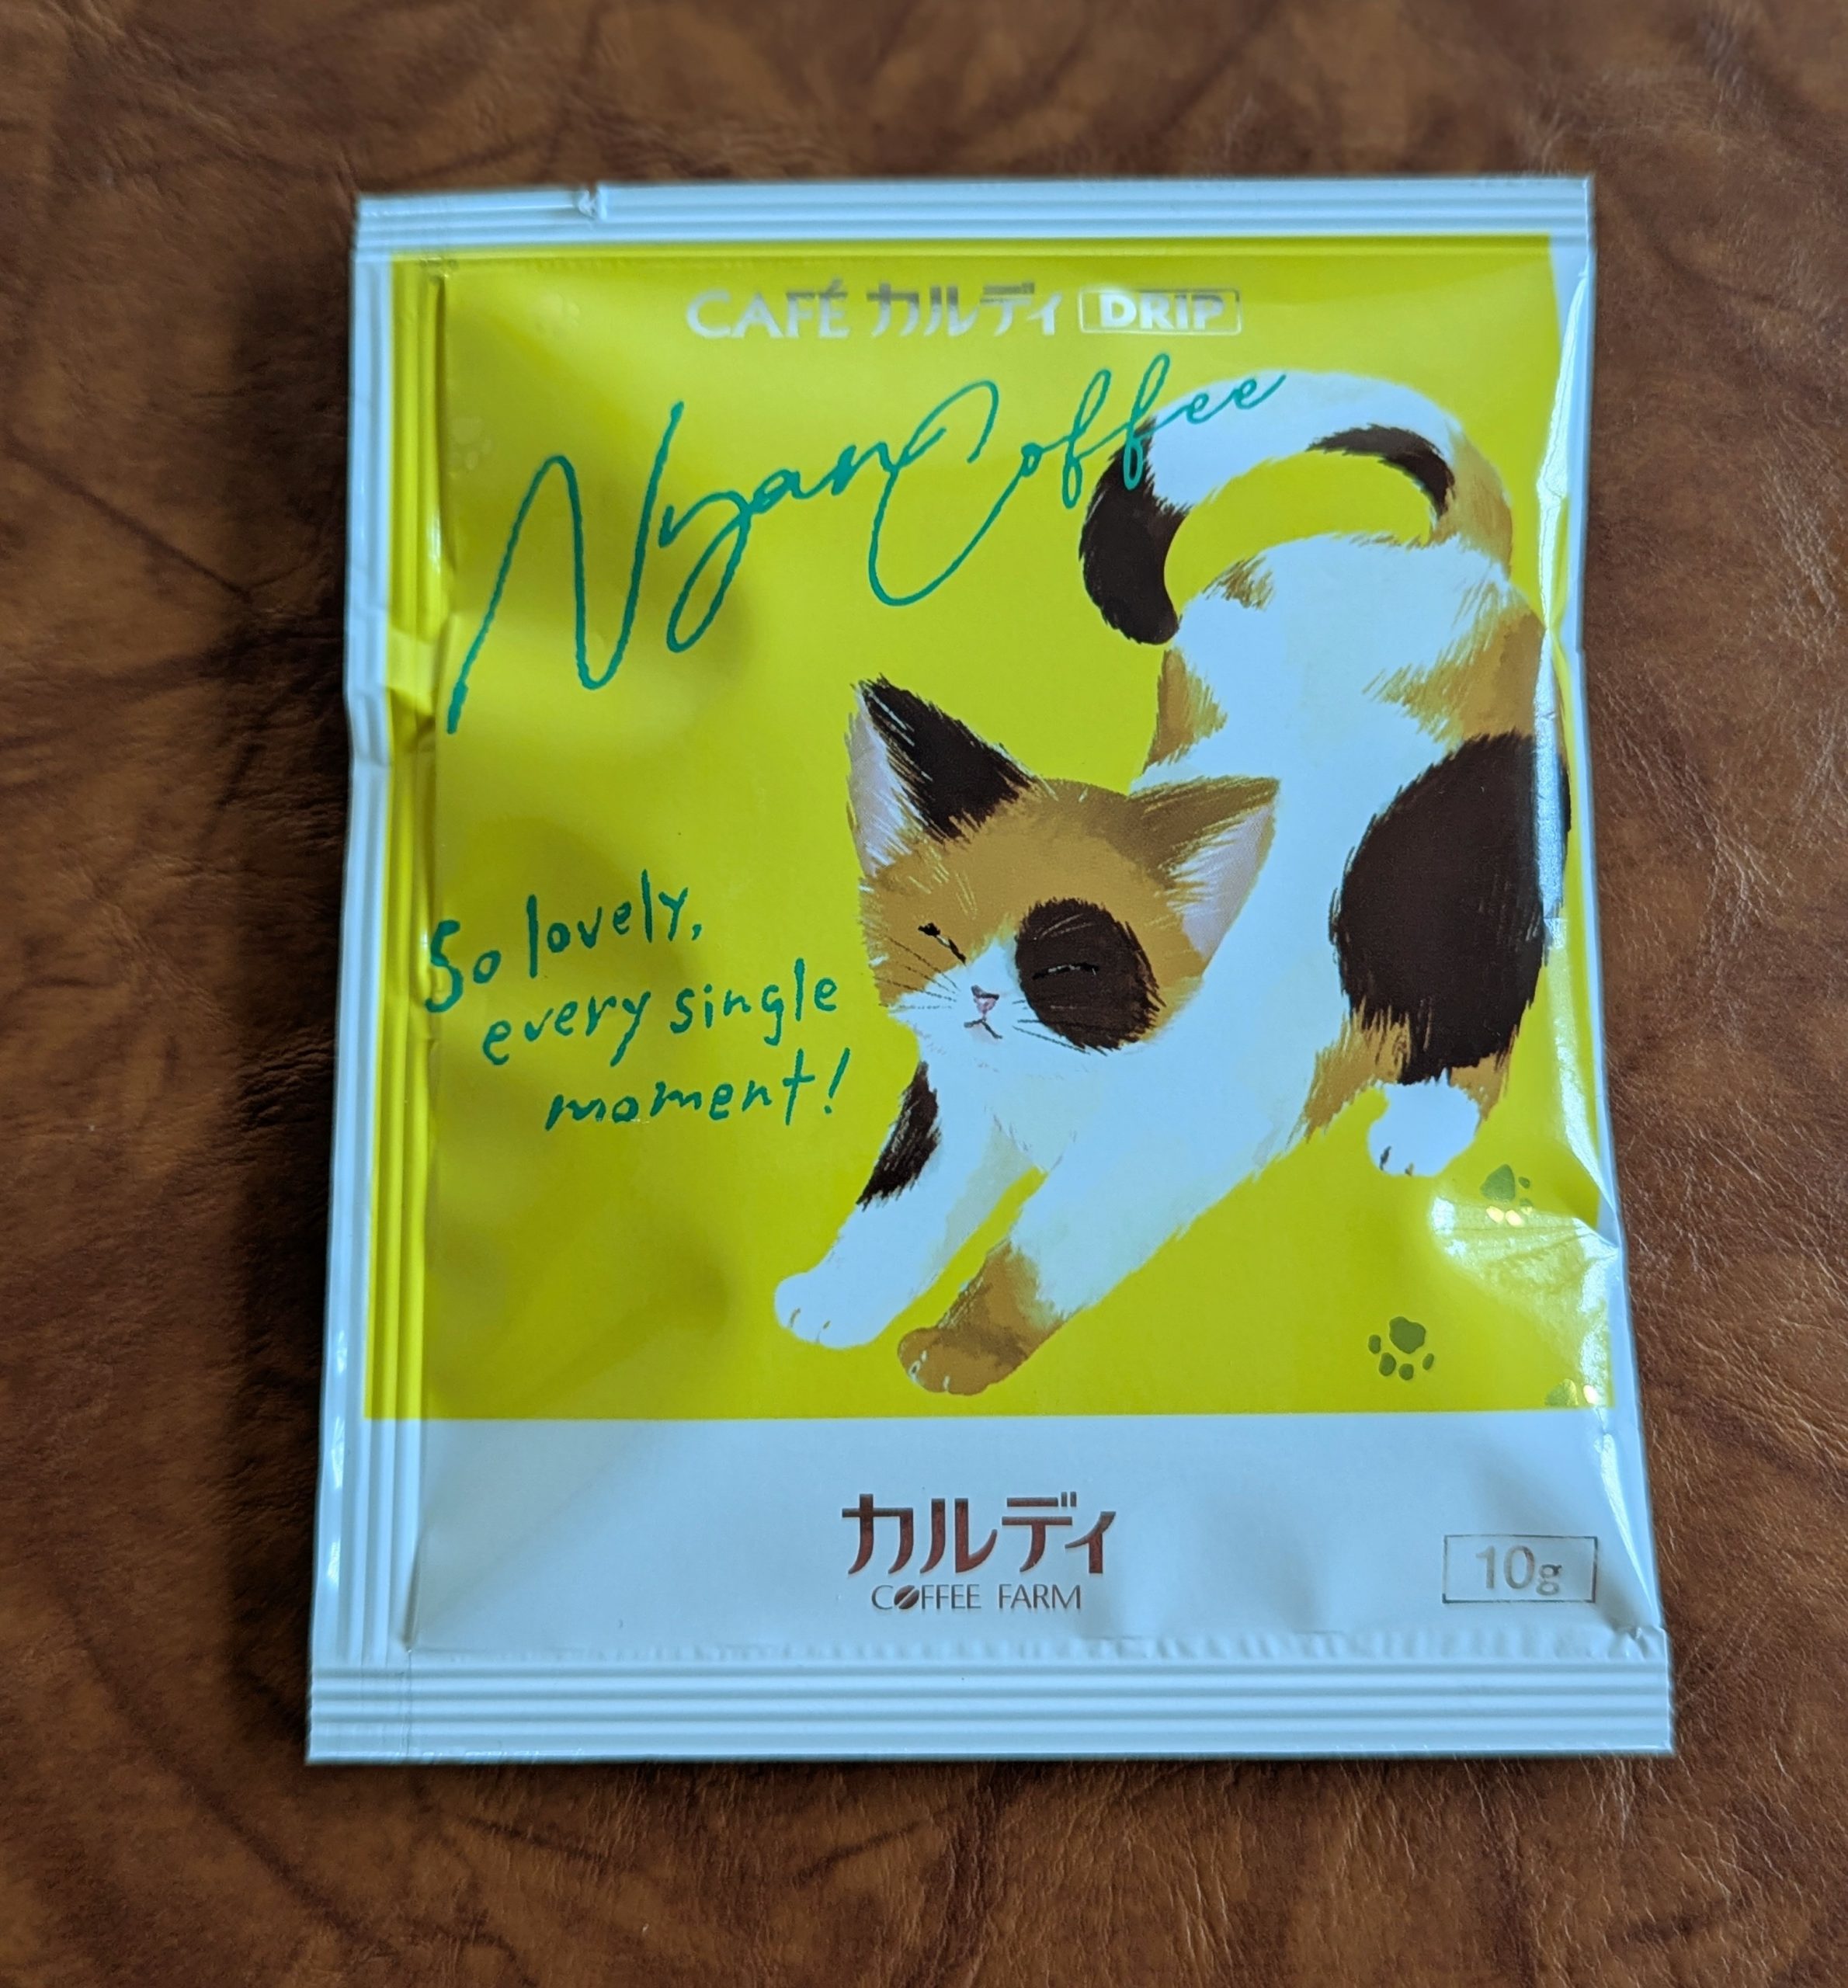 CAFÉ カルディ DRIP
Nyan Coffee
So lovely,
every single
moment!
カルディ
COFFEE FARM
10g